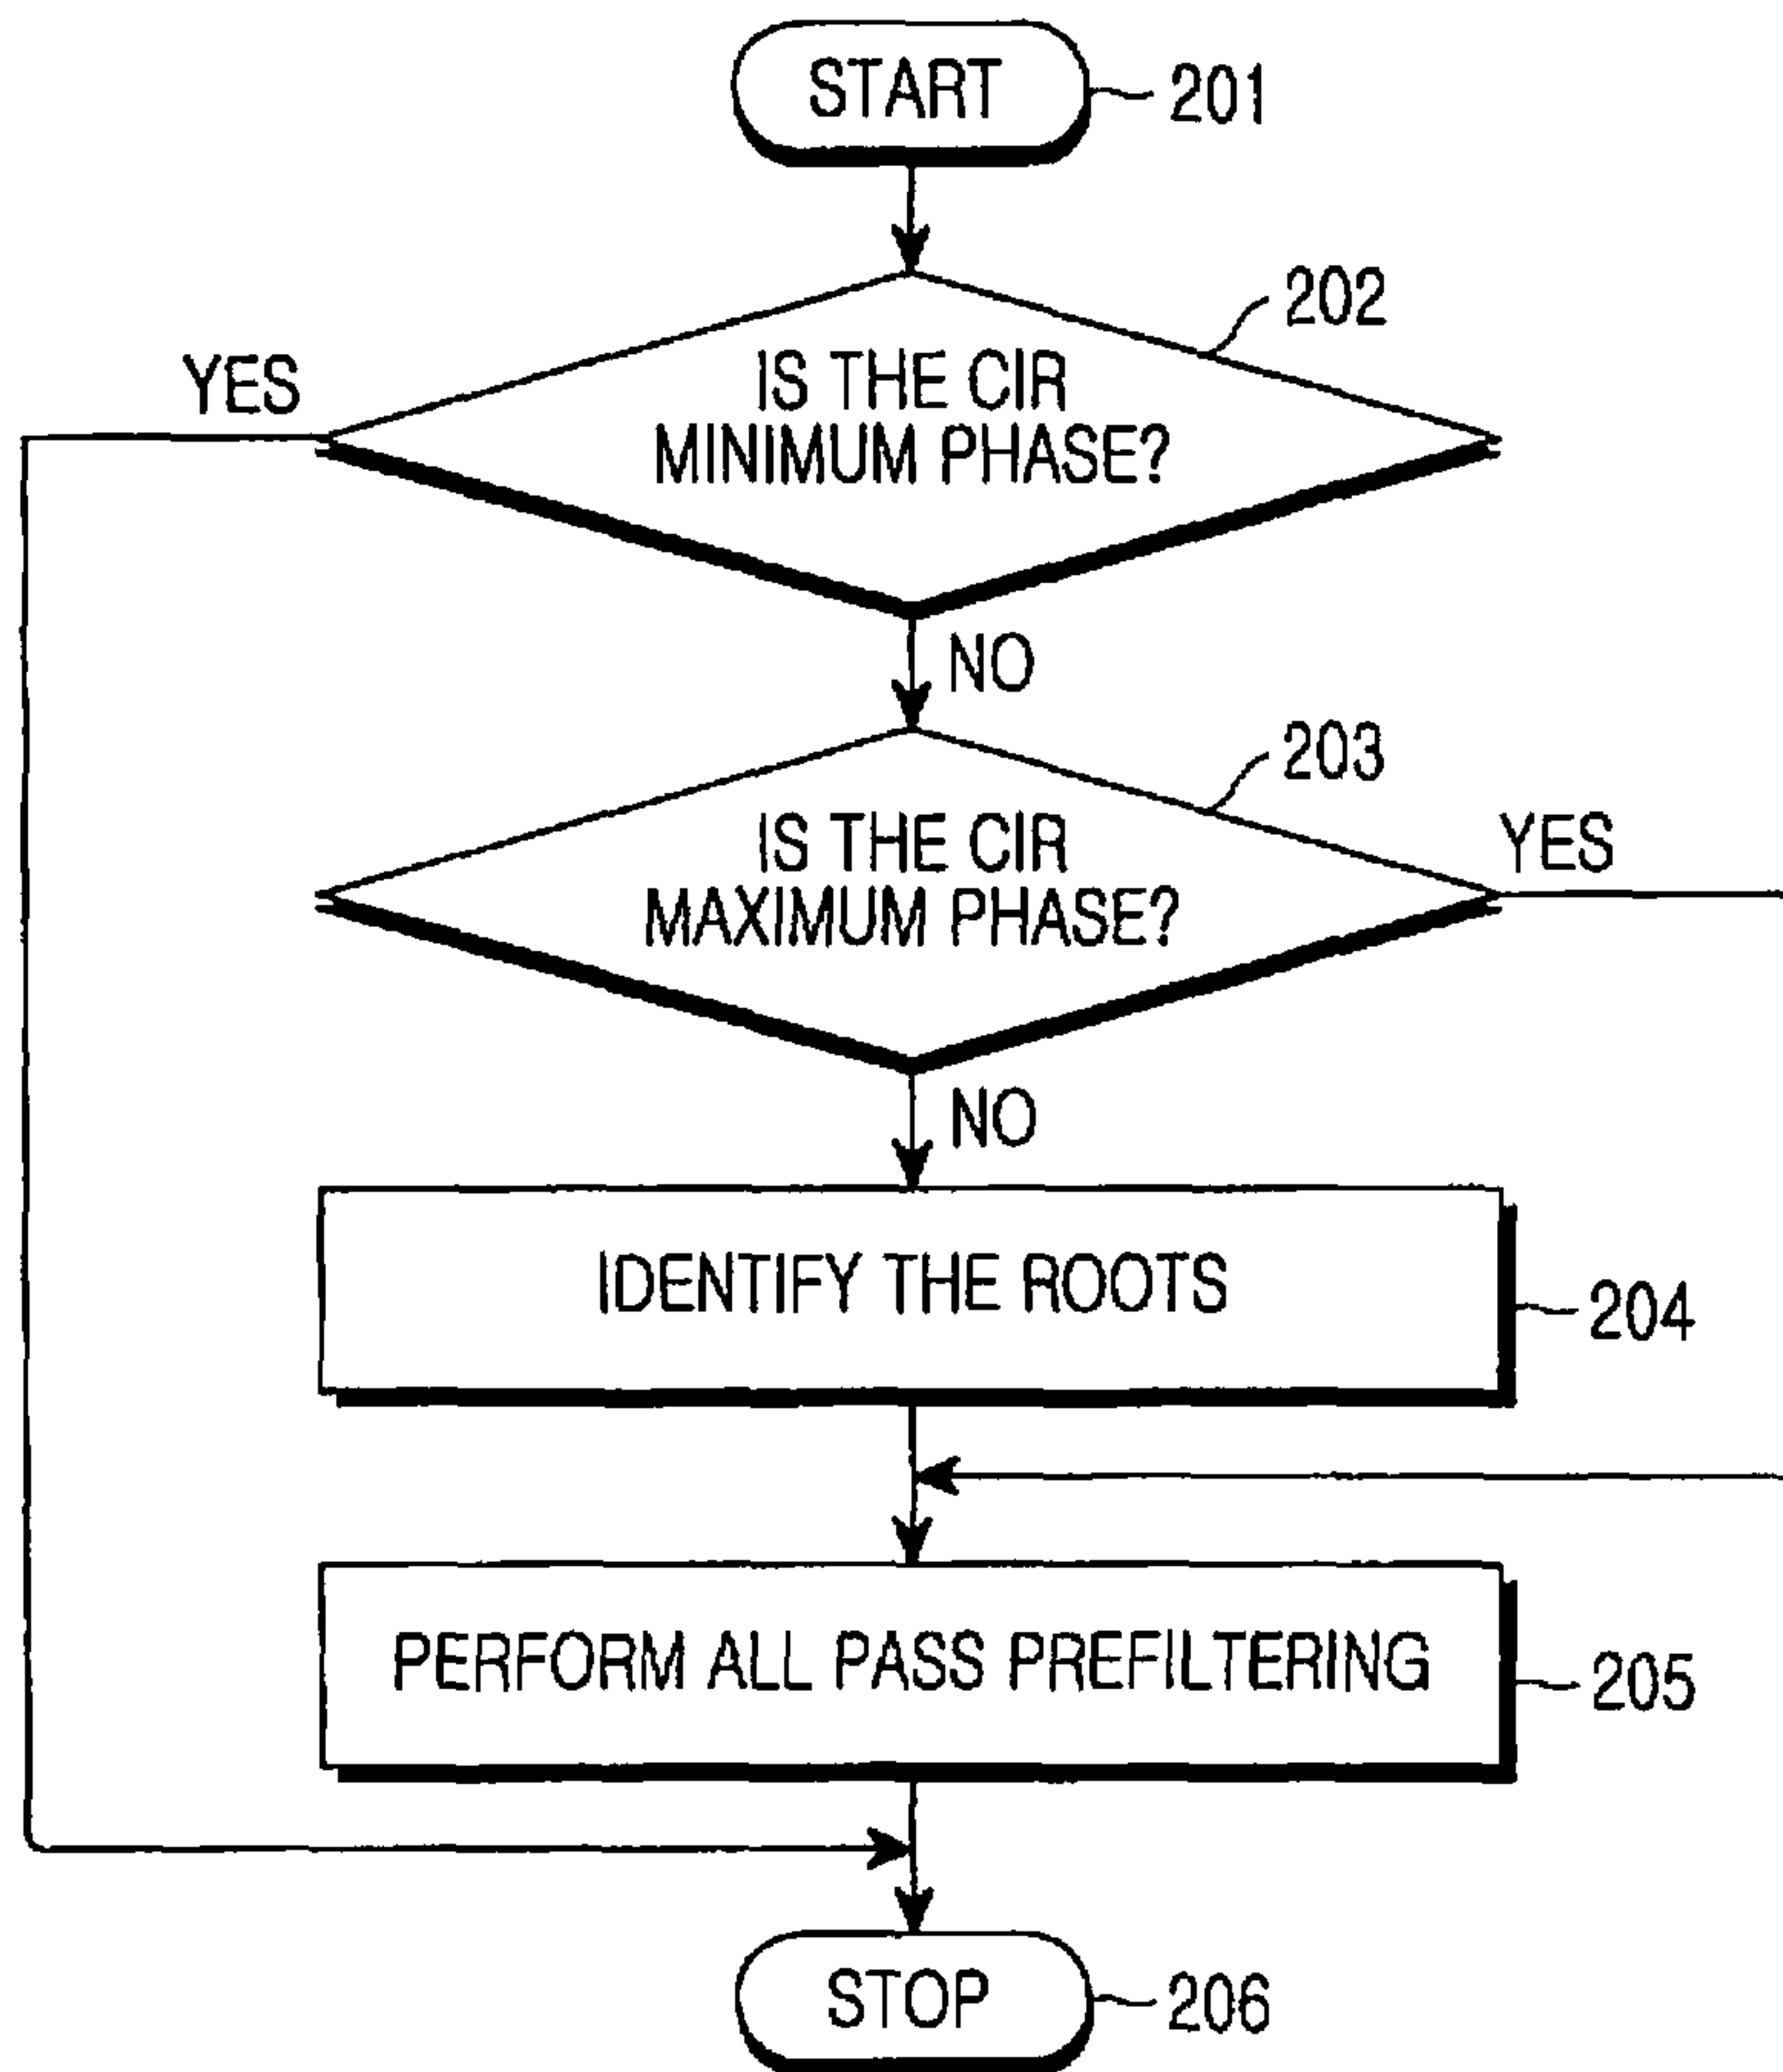 START
201
202
YES
IS THE CIR
MINIMUM PHASE?
NO
203
YES
IS THE CIR
MAXIMUM PHASE?
NO
IDENTIFY THE ROOTS
204
PERFORM ALL PASS PREFILTERING
205
STOP
206